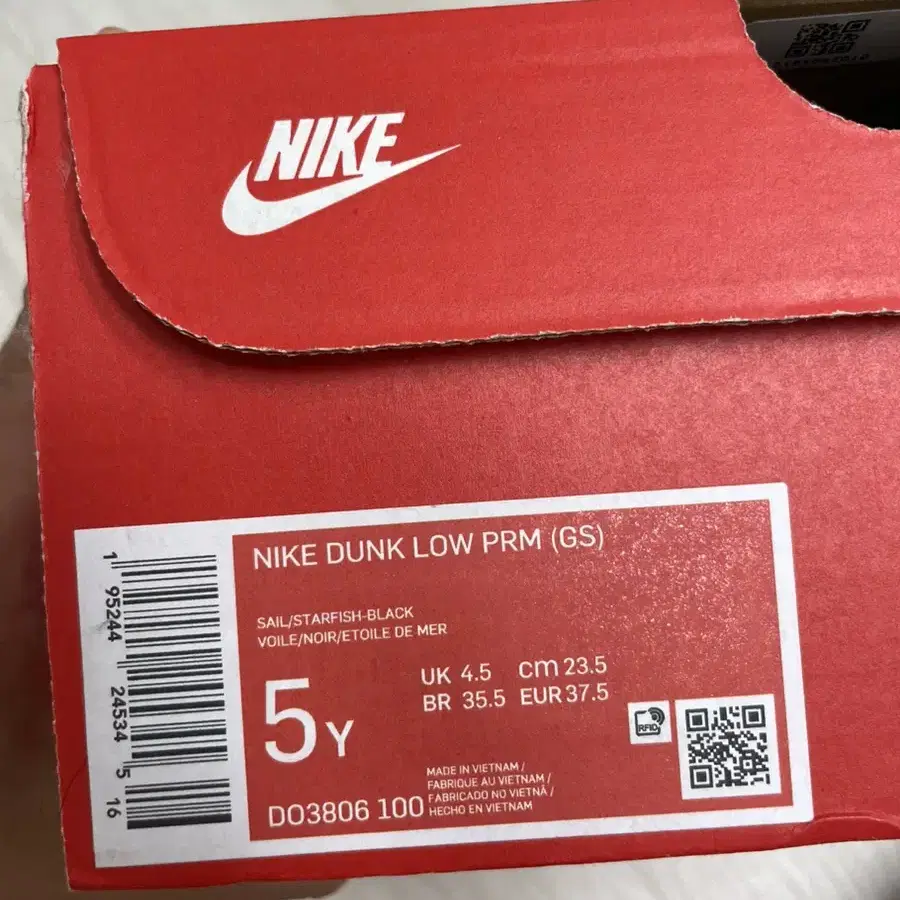 NIKE
NIKE DUNK LOW PRM (GS)
SAIL/STARFISH-BLACK
VOILE/NOIR/ETOILE DE MER
5Y
UK 4.5 cm 23.5
BR 35.5 EUR 37.5
MADE IN VIETNAM /
FABRIQUE AU VIETNAM /
FABRICADO NO VIETNÃ /
HECHO EN VIETNAM
DO3806 100
RFID
1 95244 24534 5 16